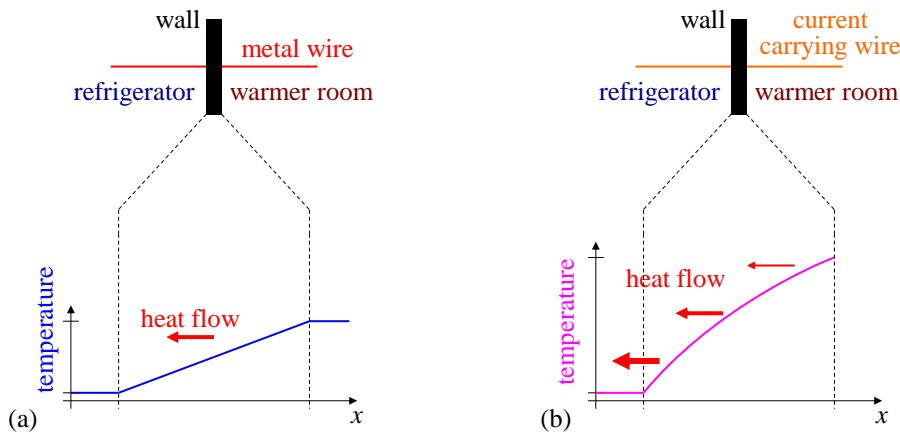 wall
metal wire
refrigerator
warmer room
heat flow
temperature
x
(a)
wall
current
carrying wire
refrigerator
warmer room
heat flow
temperature
x
(b)